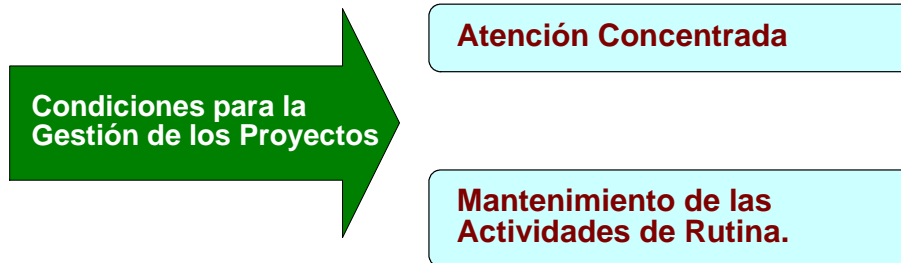 Atención Concentrada
Condiciones para la
Gestión de los Proyectos
Mantenimiento de las
Actividades de Rutina.